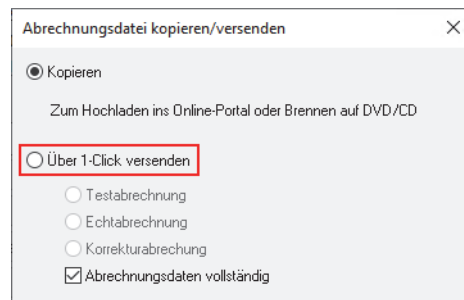 Abrechnungsdatei kopieren/versenden
Kopieren
Zum Hochladen ins Online-Portal oder Brennen auf DVD/CD
Über 1-Click versenden
Testabrechnung
Echtabrechnung
Korrekturabrechung
Abrechnungsdaten vollständig